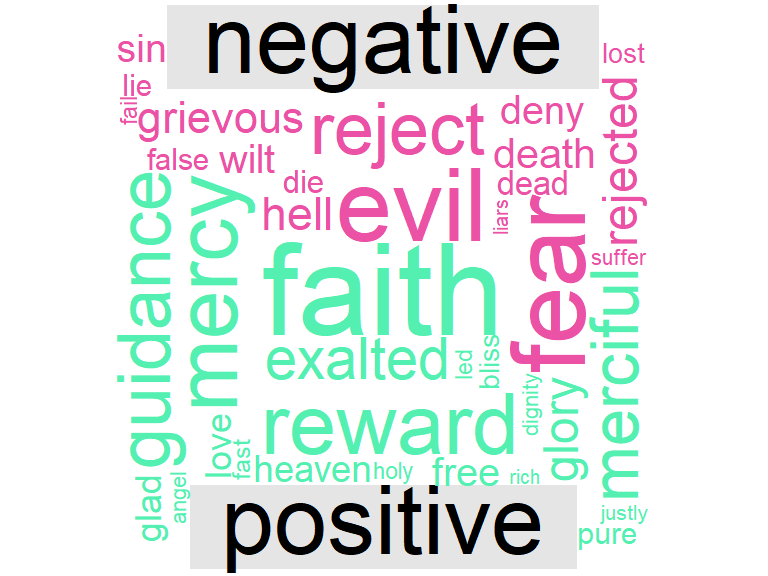 negative
sin
lost
lie
fail
grievous
reject
deny
rejected
false
wilt
death
die
dead
hell
evil
liars
fear
suffer
guidance
mercy
faith
merciful
exalted
led
bliss
dignity
glory
reward
love
fast
heaven
holy
free
rich
glad
angel
justly
pure
positive